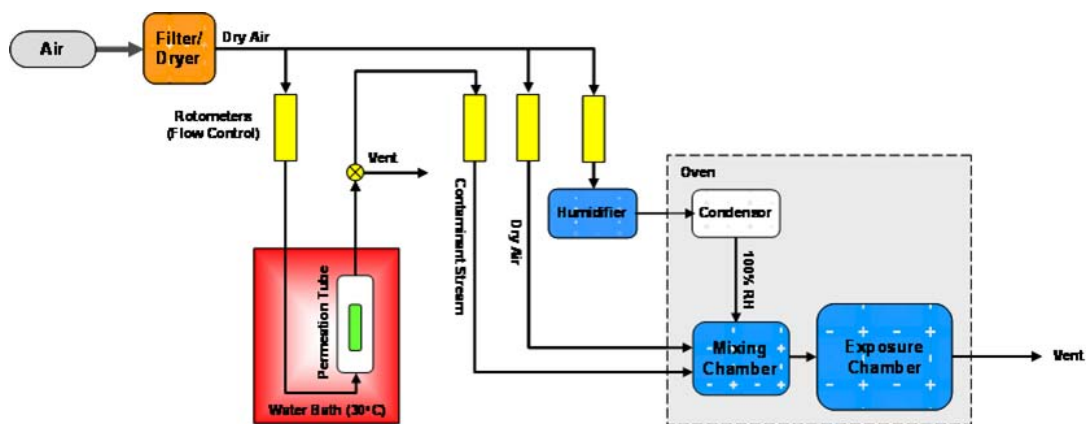 Air
Filter/
Dryer
Dry Air
Rotometers
(Flow Control)
Vent
Contaminant Stream
Dry Air
Humidifier
Oven
Condensor
100% RH
Permeation Tube
Water Bath (30°C)
Mixing
Chamber
Exposure
Chamber
Vent